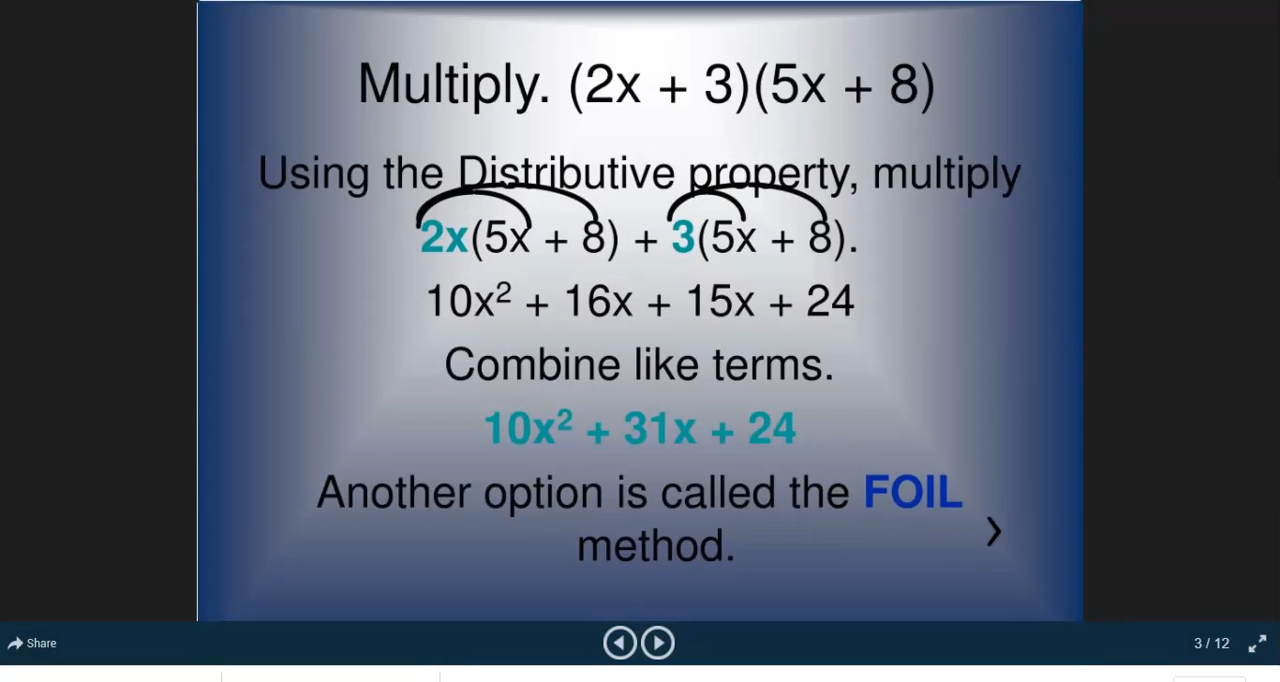 Multiply. (2x + 3)(5x + 8)
Using the Distributive property, multiply
2x(5x + 8) + 3(5x + 8).
10x² + 16x + 15x + 24
Combine like terms.
10x² + 31x + 24
Another option is called the FOIL
method.
Share
3 / 12